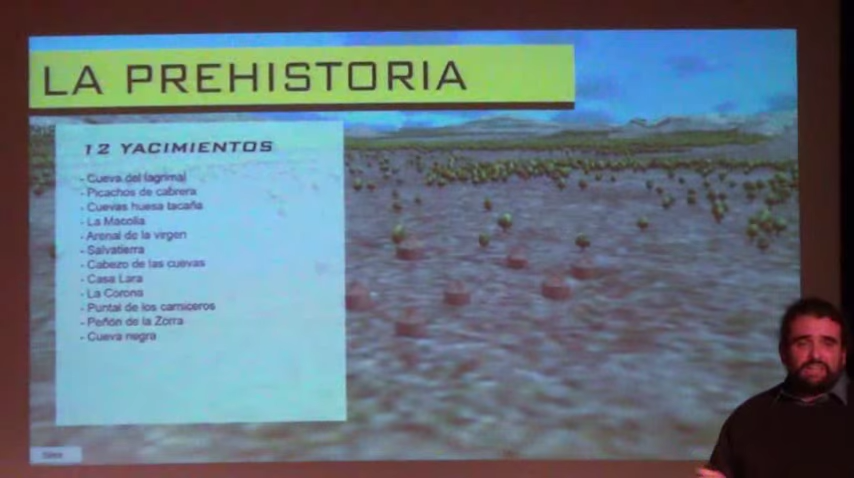 LA PREHISTORIA
12 YACIMIENTOS
- Cueva del lagrimal
- Picachos de cabrera
- Cuevas huesa tacaña
- La Macolla
- Arenal de la virgen
- Salvatierra
- Cabezo de las cuevas
- Casa Lara
- La Corona
- Puntal de los carniceros
- Peñón de la Zorra
- Cueva negra